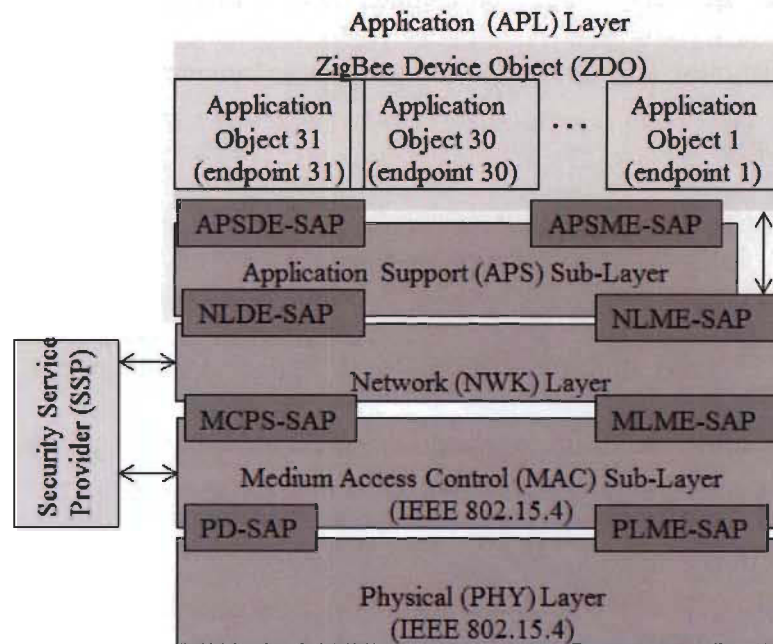 Application (APL) Layer
ZigBee Device Object (ZDO)
Application
Object 31
(endpoint 31)
Application
Object 30
(endpoint 30)
...
Application
Object 1
(endpoint 1)
APSDE-SAP
APSME-SAP
Application Support (APS) Sub-Layer
NLDE-SAP
NLME-SAP
Security Service
Provider (SSP)
Network (NWK) Layer
MCPS-SAP
MLME-SAP
Medium Access Control (MAC) Sub-Layer
(IEEE 802.15.4)
PD-SAP
PLME-SAP
Physical (PHY) Layer
(IEEE 802.15.4)